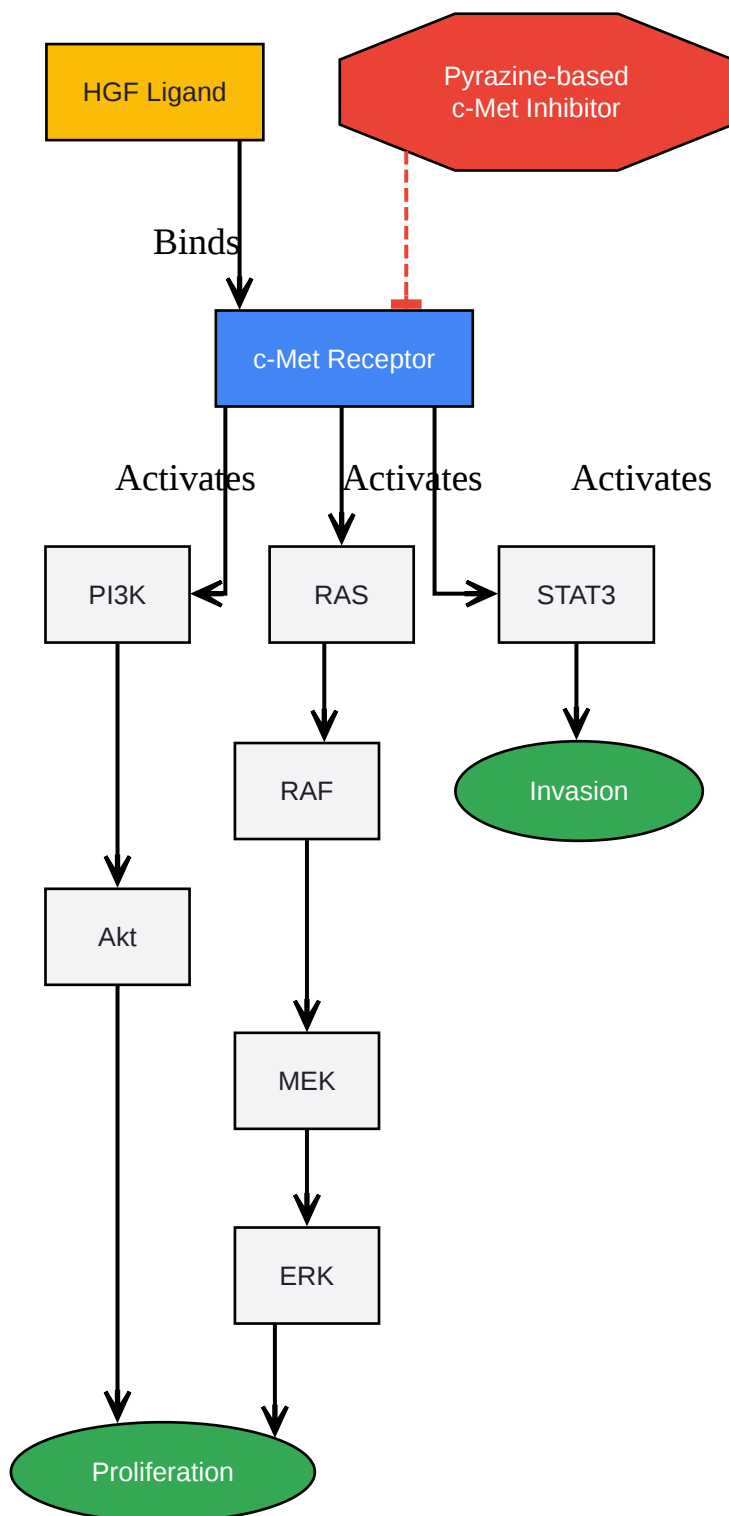 HGF Ligand
Pyrazine-based
c-Met Inhibitor
Binds
c-Met Receptor
Activates
Activates
Activates
PI3K
RAS
STAT3
RAF
Invasion
Akt
MEK
ERK
Proliferation